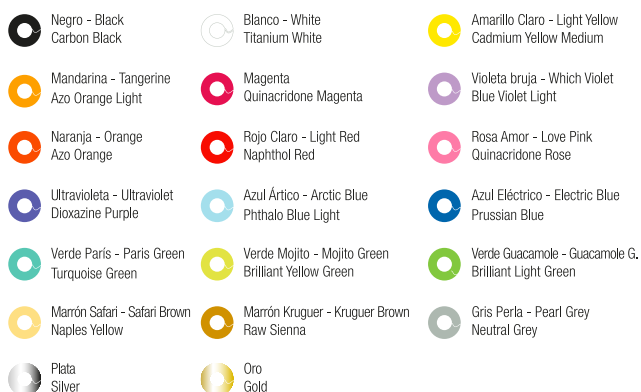 Negro - Black
Carbon Black
Blanco - White
Titanium White
Amarillo Claro - Light Yellow
Cadmium Yellow Medium
Mandarina - Tangerine
Azo Orange Light
Magenta
Quinacridone Magenta
Violeta bruja - Which Violet
Blue Violet Light
Naranja - Orange
Azo Orange
Rojo Claro - Light Red
Naphthol Red
Rosa Amor - Love Pink
Quinacridone Rose
Ultravioleta - Ultraviolet
Dioxazine Purple
Azul Ártico - Arctic Blue
Phthalo Blue Light
Azul Eléctrico - Electric Blue
Prussian Blue
Verde París - Paris Green
Turquoise Green
Verde Mojito - Mojito Green
Brilliant Yellow Green
Verde Guacamole - Guacamole G.
Brilliant Light Green
Marrón Safari - Safari Brown
Naples Yellow
Marrón Kruguer - Kruguer Brown
Raw Sienna
Gris Perla - Pearl Grey
Neutral Grey
Plata
Silver
Oro
Gold